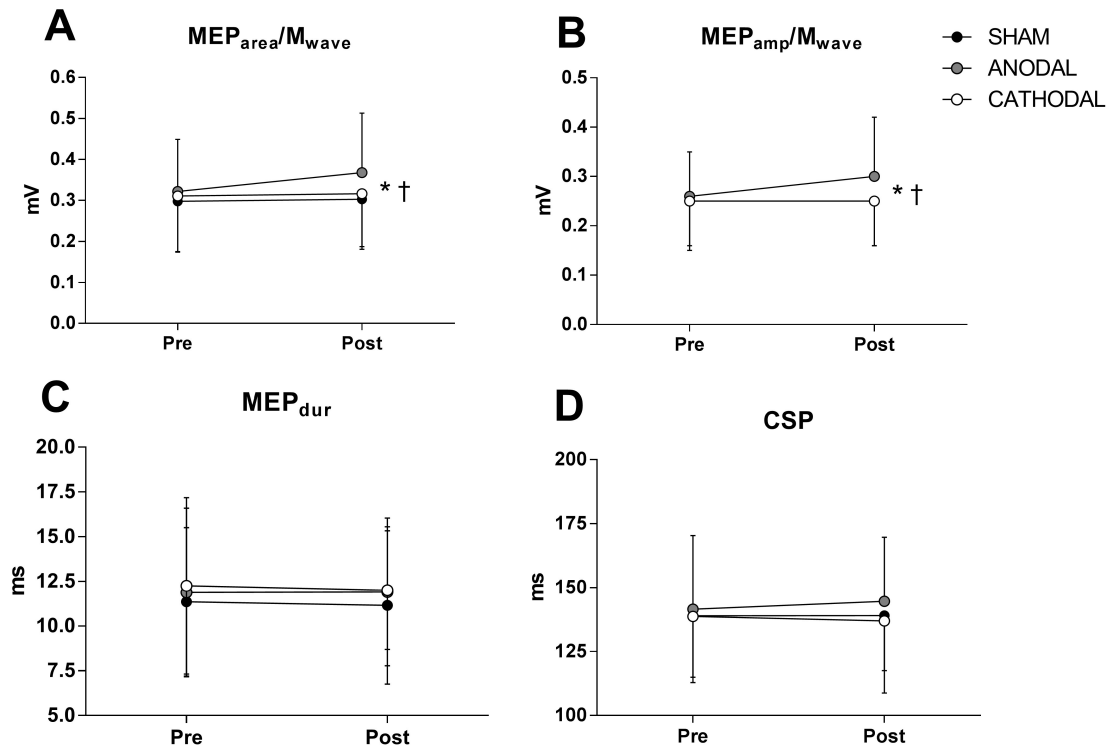 A
MEParea/Mwave
mV
0.6
0.5
0.4
0.3
0.2
0.1
0.0
* †
Pre
Post
B
MEPamp/Mwave
mV
0.5
0.4
0.3
0.2
0.1
0.0
* †
Pre
Post
SHAM
ANODAL
CATHODAL
C
MEPdur
ms
20.0
17.5
15.0
12.5
10.0
7.5
5.0
Pre
Post
D
CSP
ms
200
175
150
125
100
Pre
Post